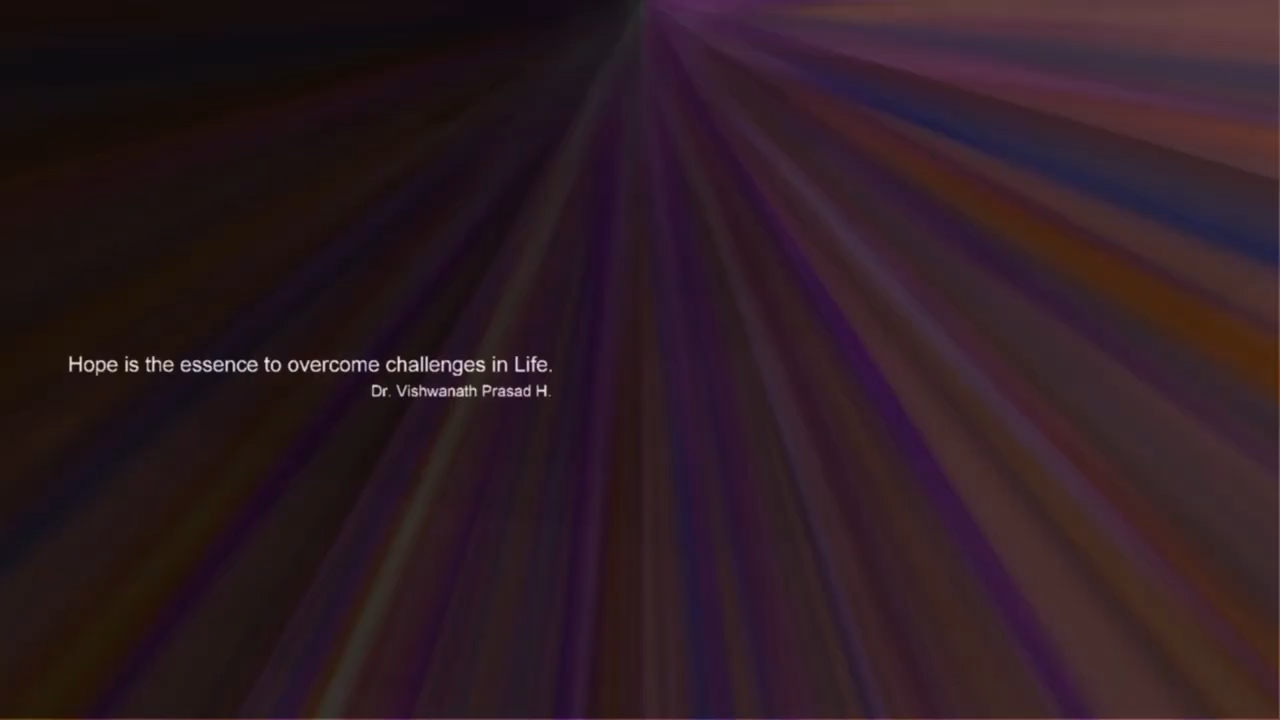 Hope is the essence to overcome challenges in Life.
Dr. Vishwanath Prasad H.